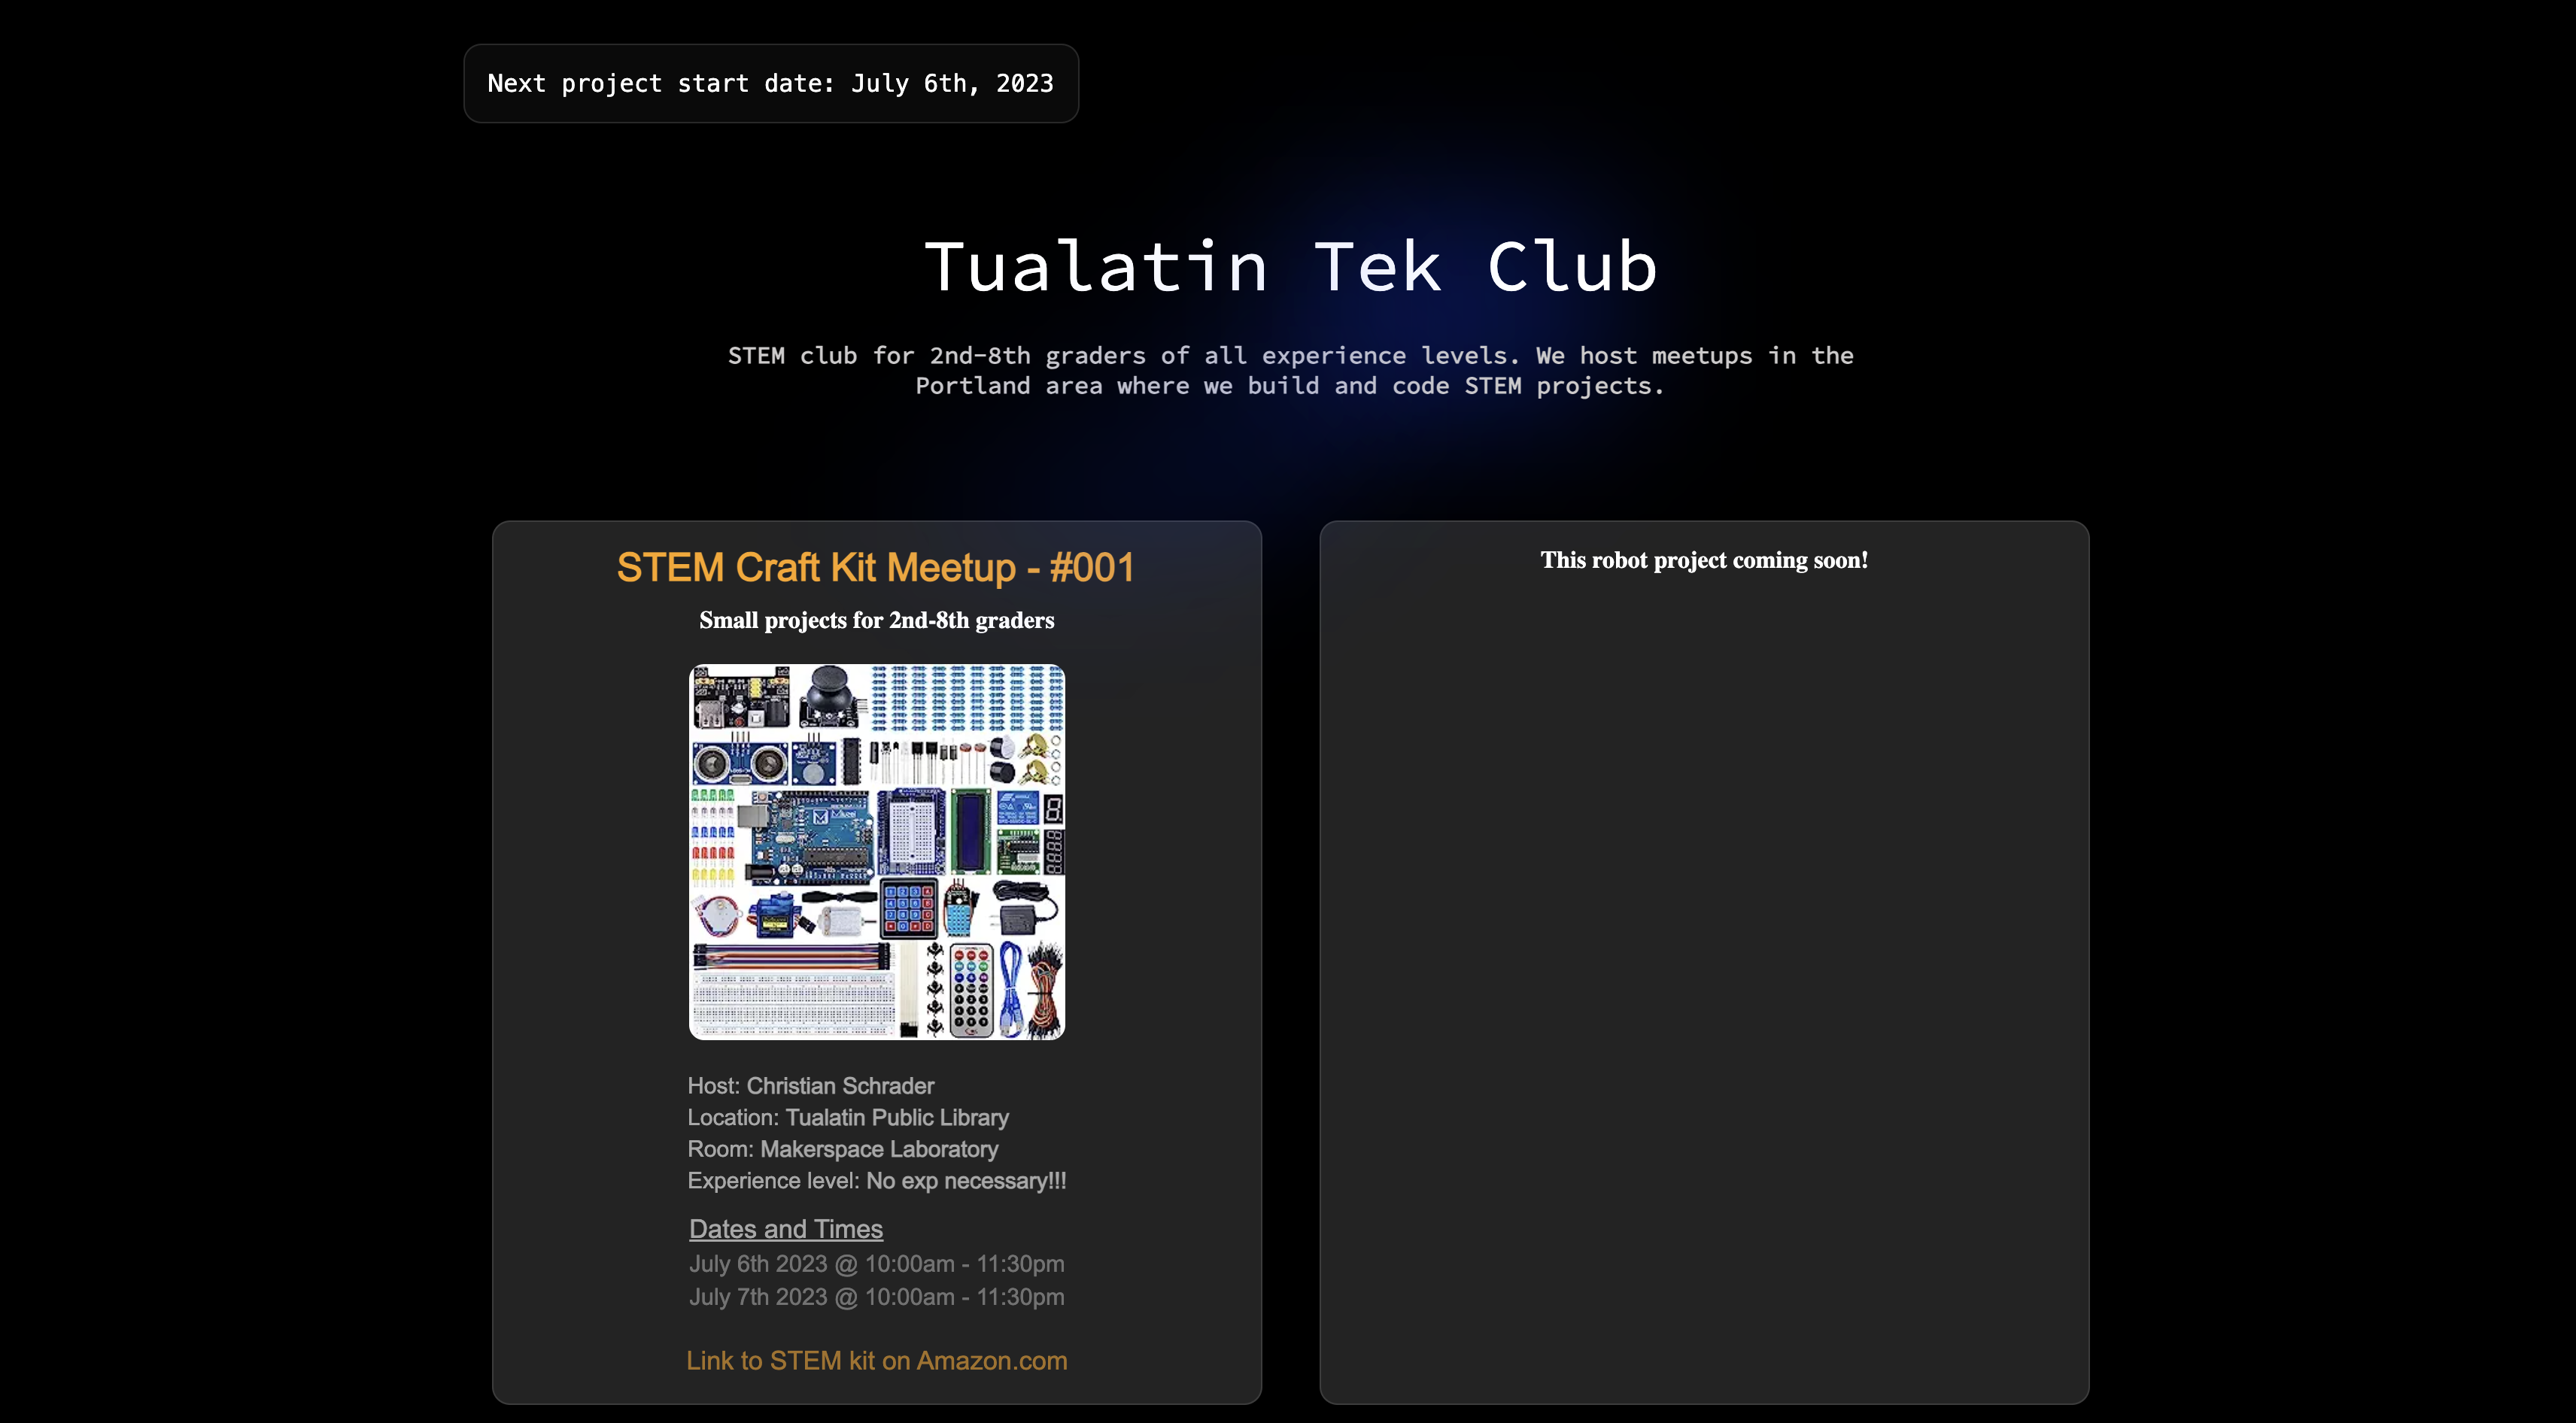 Next project start date: July 6th, 2023
Tualatin Tek Club
STEM club for 2nd-8th graders of all experience levels. We host meetups in the
Portland area where we build and code STEM projects.
STEM Craft Kit Meetup - #001
Small projects for 2nd-8th graders
Host: Christian Schrader
Location: Tualatin Public Library
Room: Makerspace Laboratory
Experience level: No exp necessary!!!
Dates and Times
July 6th 2023 @ 10:00am - 11:30pm
July 7th 2023 @ 10:00am - 11:30pm
Link to STEM kit on Amazon.com
This robot project coming soon!